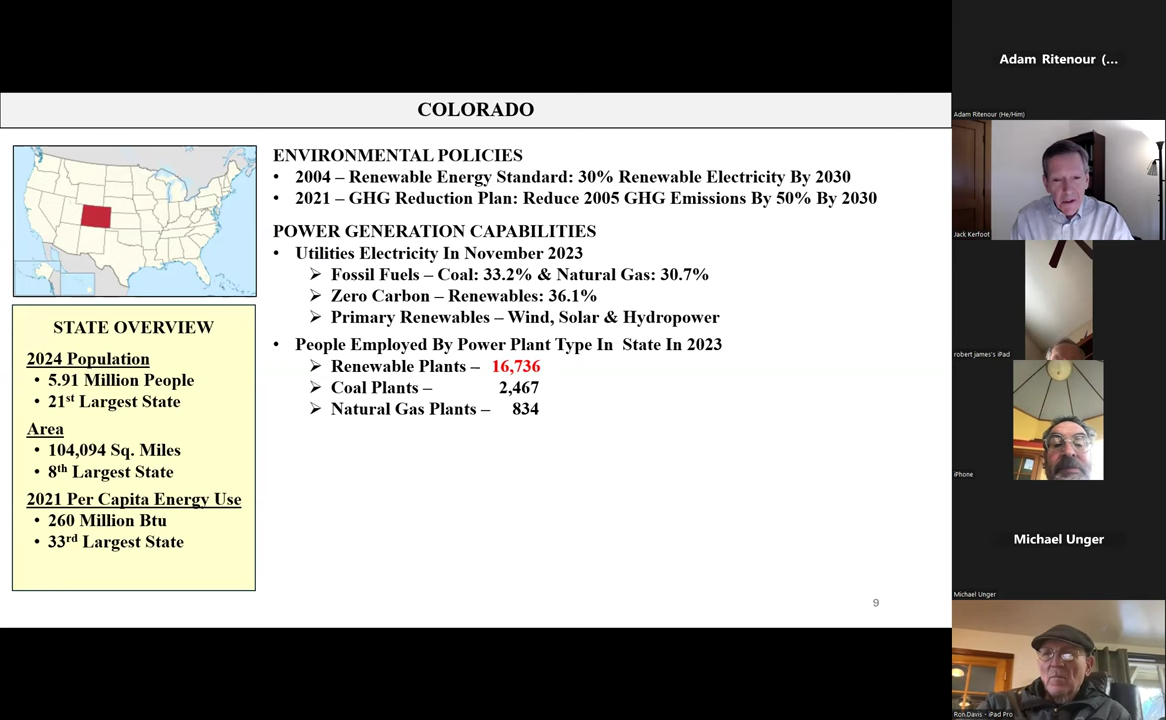 COLORADO
ENVIRONMENTAL POLICIES
• 2004 – Renewable Energy Standard: 30% Renewable Electricity By 2030
• 2021 – GHG Reduction Plan: Reduce 2005 GHG Emissions By 50% By 2030
POWER GENERATION CAPABILITIES
• Utilities Electricity In November 2023
➢ Fossil Fuels – Coal: 33.2% & Natural Gas: 30.7%
➢ Zero Carbon – Renewables: 36.1%
➢ Primary Renewables – Wind, Solar & Hydropower
• People Employed By Power Plant Type In State In 2023
➢ Renewable Plants – 16,736
➢ Coal Plants – 2,467
➢ Natural Gas Plants – 834
STATE OVERVIEW
2024 Population
• 5.91 Million People
• 21st Largest State
Area
• 104,094 Sq. Miles
• 8th Largest State
2021 Per Capita Energy Use
• 260 Million Btu
• 33rd Largest State
9
Adam Ritenour (...
Adam Ritenour (He/Him)
Jack Kerfoot
robert james's iPad
iPhone
Michael Unger
Michael Unger
Ron Davis - iPad Pro